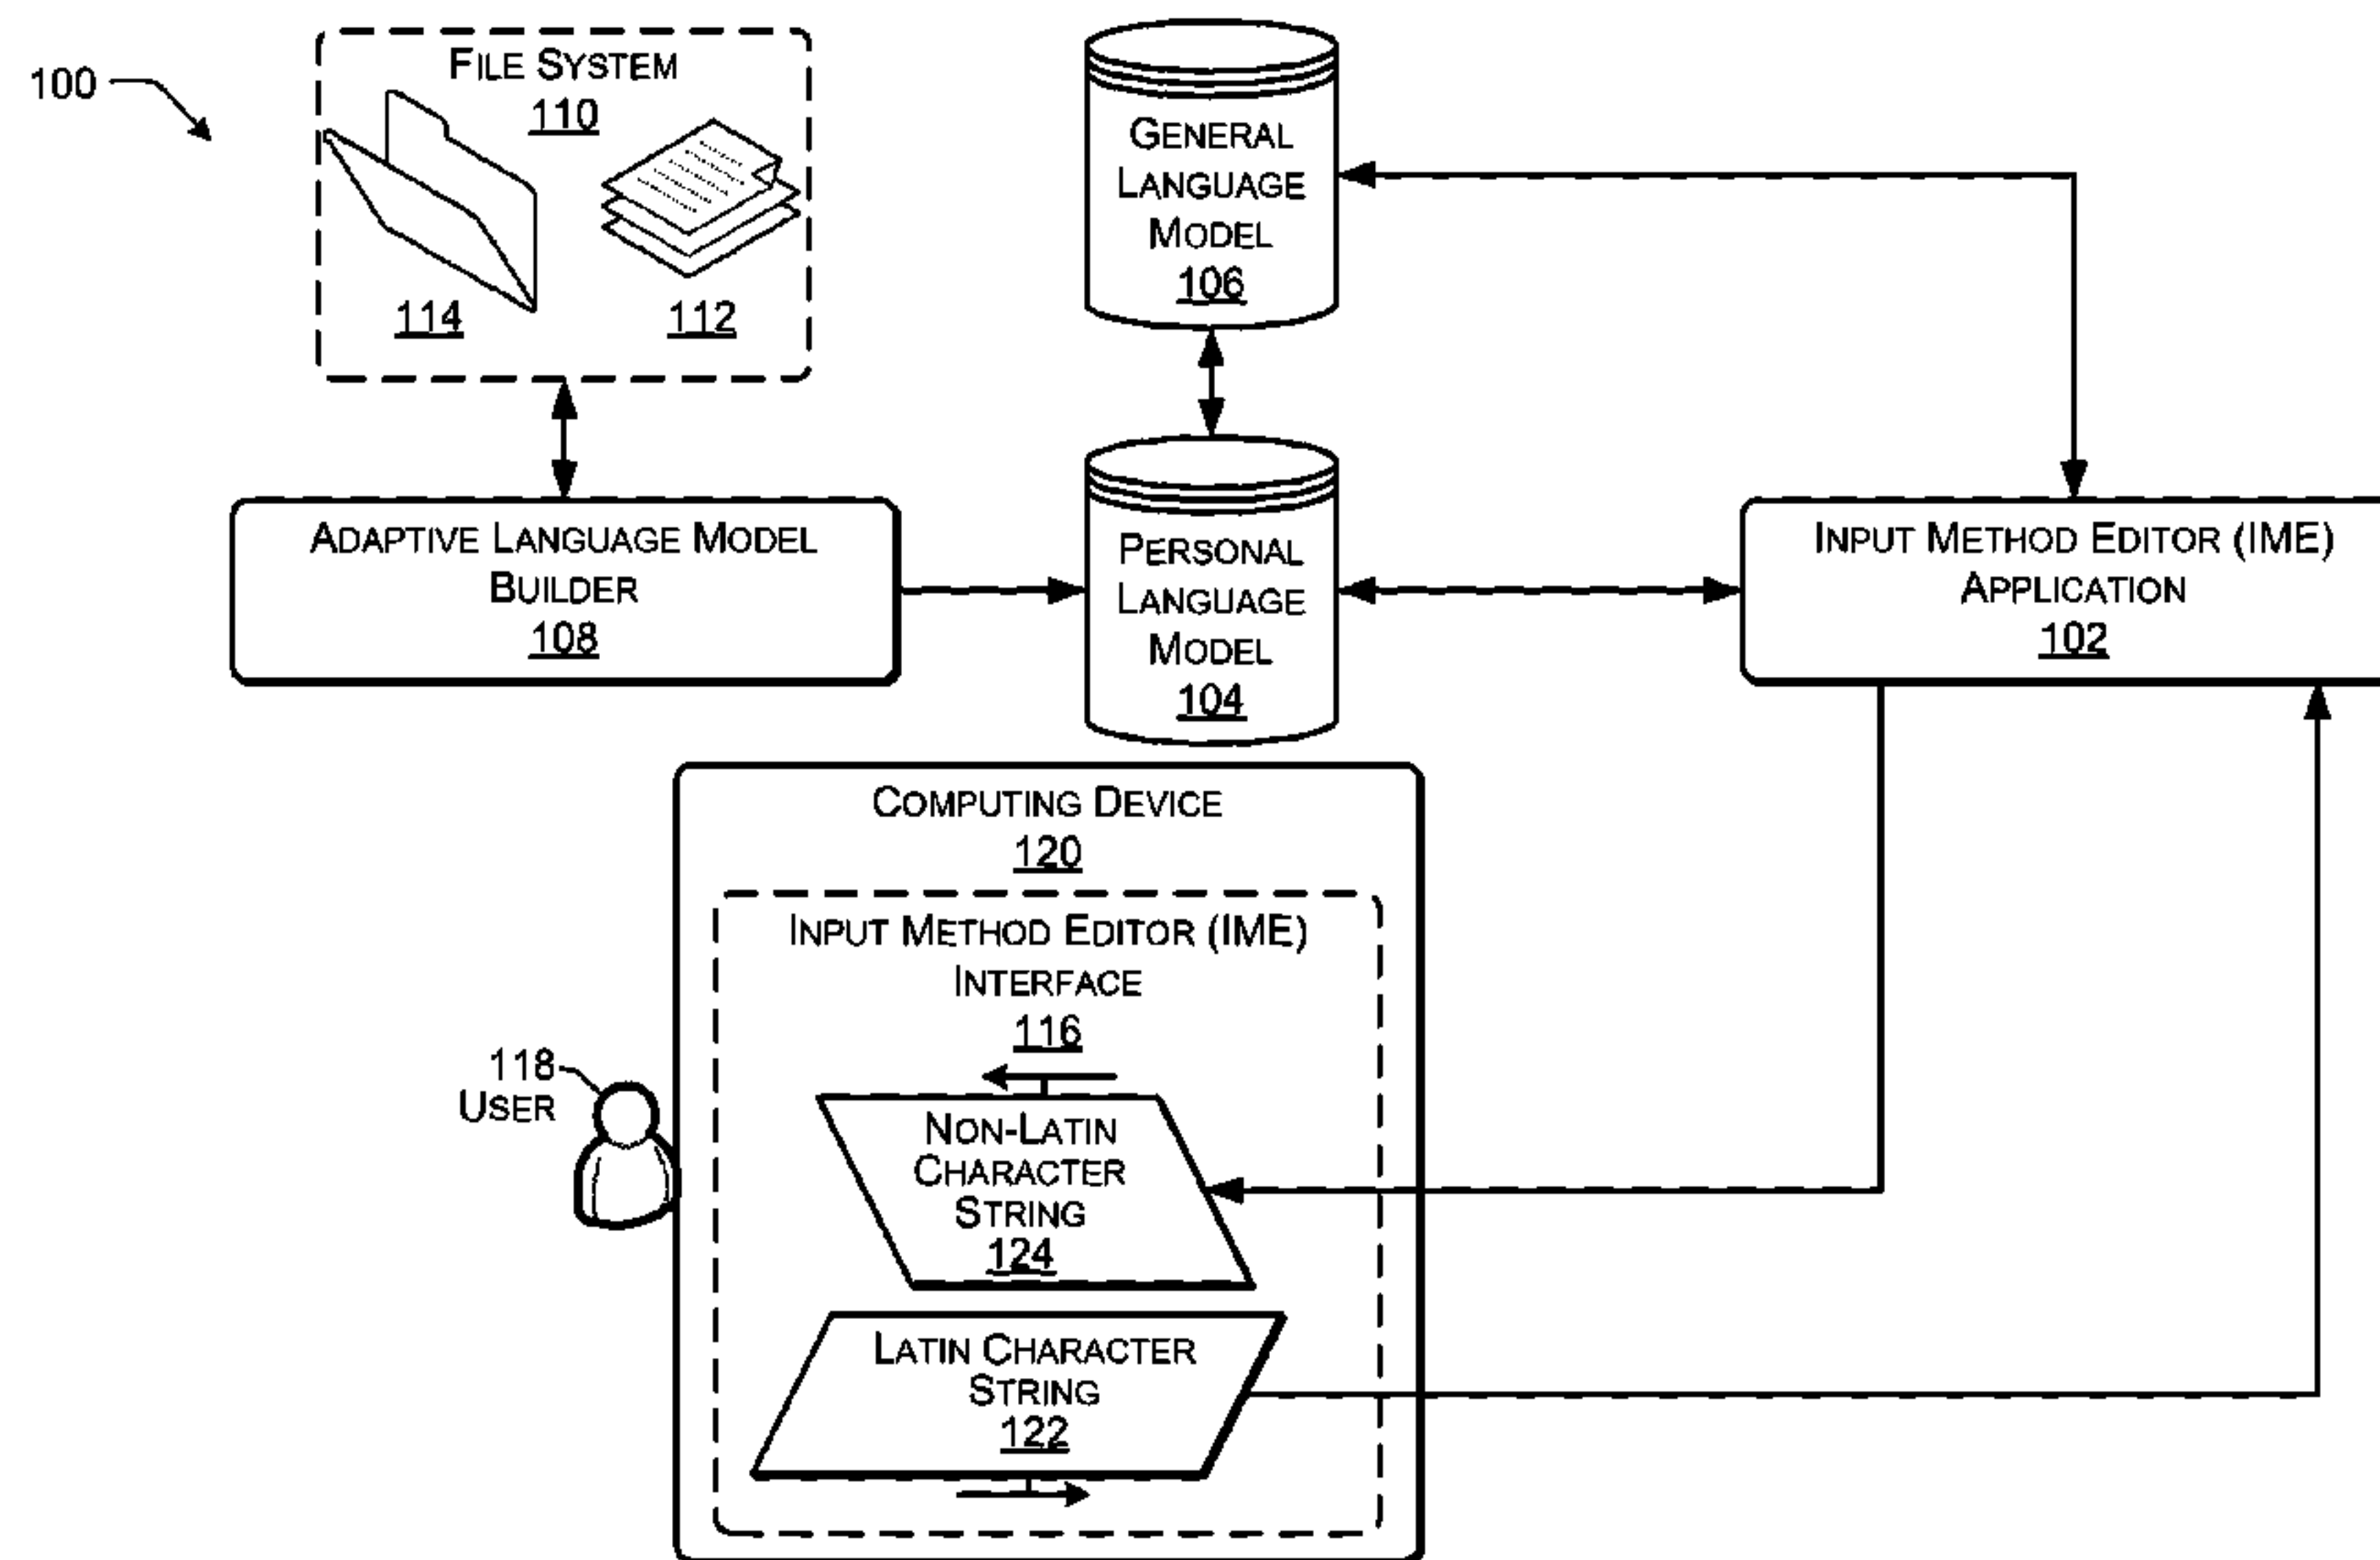 100
FILE SYSTEM
110
114
112
GENERAL
LANGUAGE
MODEL
106
ADAPTIVE LANGUAGE MODEL
BUILDER
108
PERSONAL
LANGUAGE
MODEL
104
INPUT METHOD EDITOR (IME)
APPLICATION
102
COMPUTING DEVICE
120
INPUT METHOD EDITOR (IME)
INTERFACE
116
118
USER
NON-LATIN
CHARACTER
STRING
124
LATIN CHARACTER
STRING
122